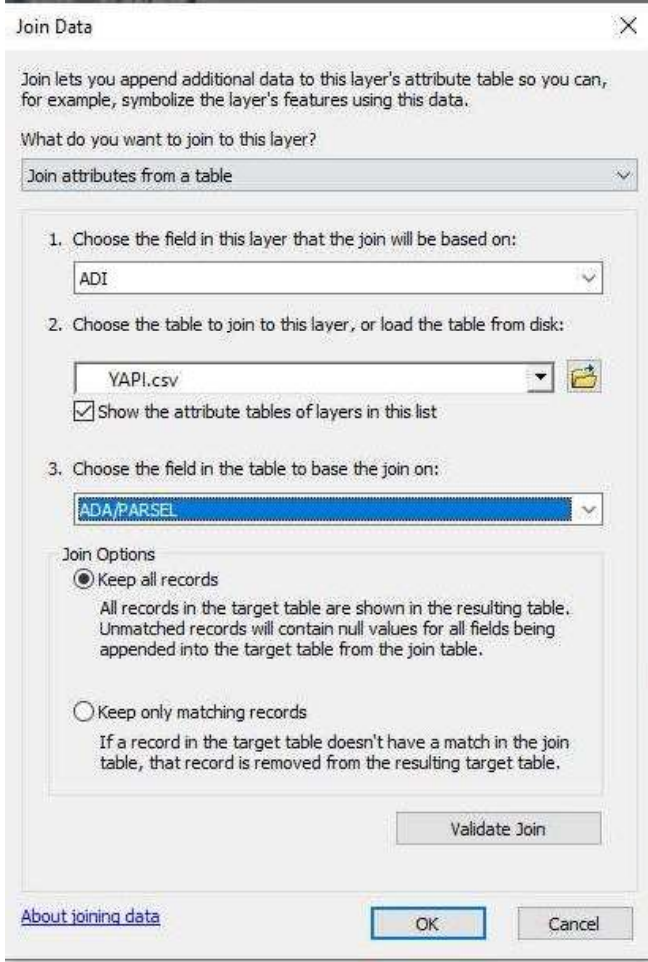 Join Data
Join lets you append additional data to this layer's attribute table so you can,
for example, symbolize the layer's features using this data.
What do you want to join to this layer?
Join attributes from a table
1. Choose the field in this layer that the join will be based on:
ADI
2. Choose the table to join to this layer, or load the table from disk:
YAPI.csv
Show the attribute tables of layers in this list
3. Choose the field in the table to base the join on:
ADA/PARSEL
Join Options
Keep all records
All records in the target table are shown in the resulting table.
Unmatched records will contain null values for all fields being
appended into the target table from the join table.
Keep only matching records
If a record in the target table doesn't have a match in the join
table, that record is removed from the resulting target table.
Validate Join
About joining data
OK
Cancel